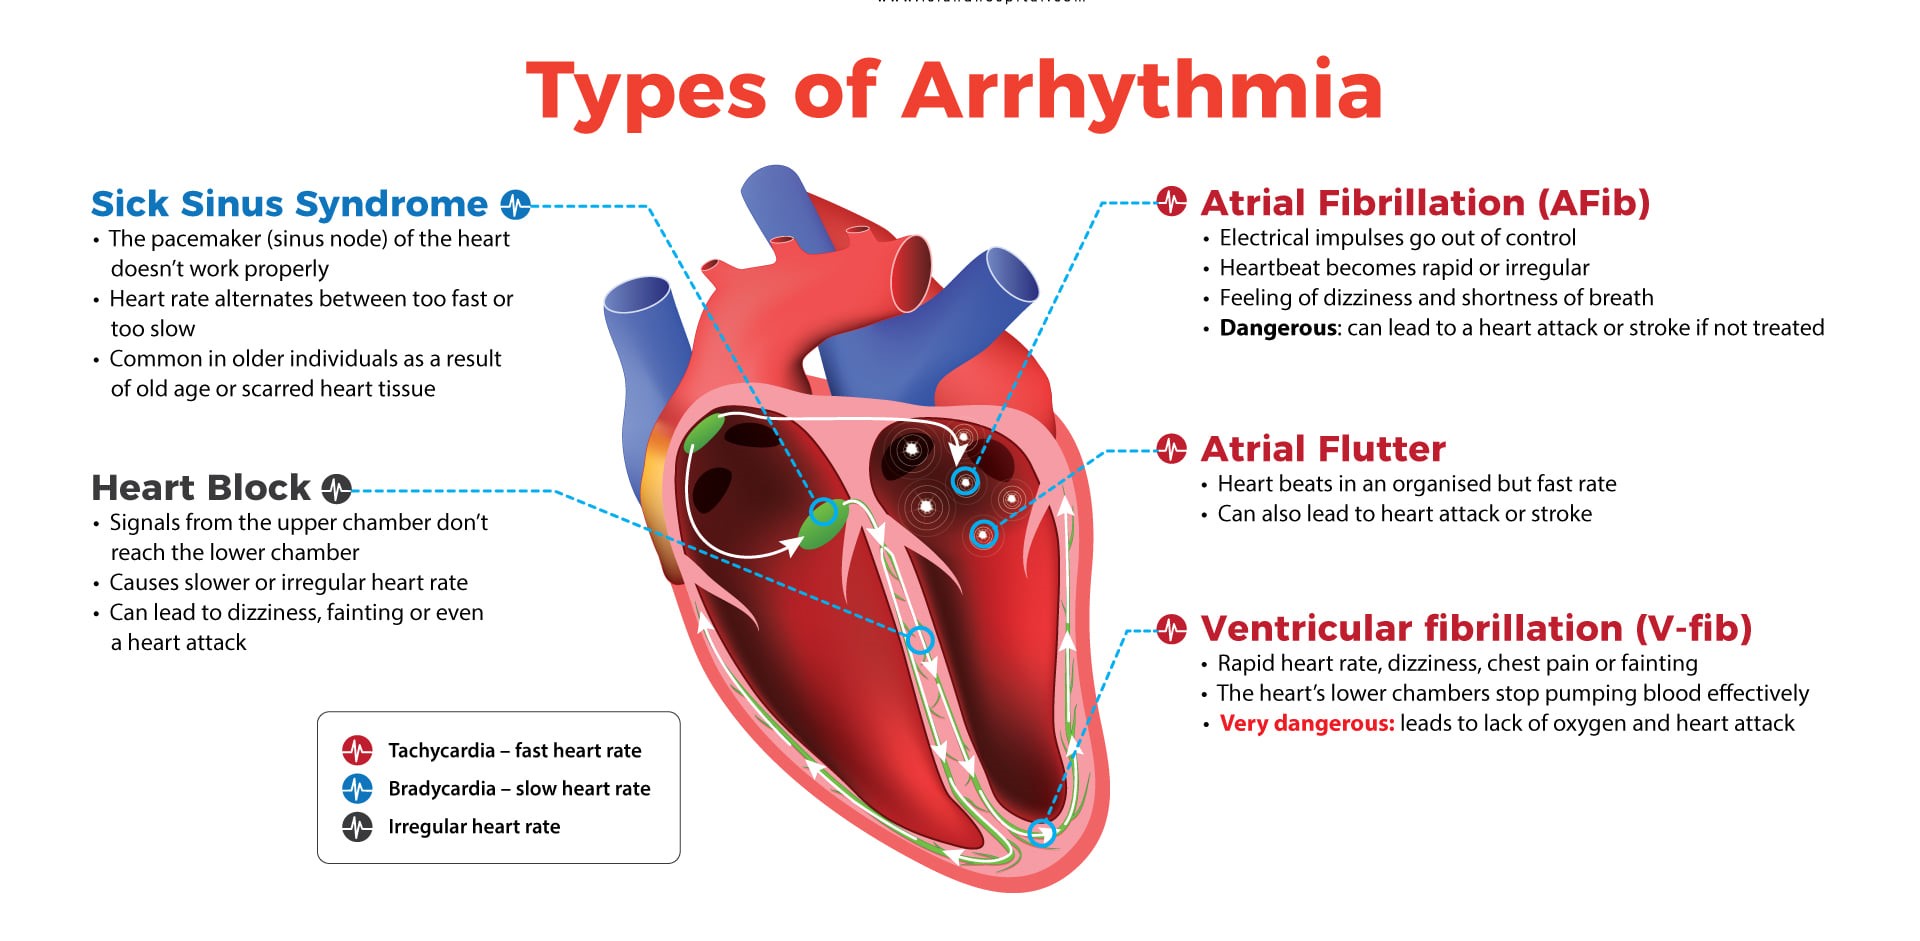 Types of Arrhythmia
Sick Sinus Syndrome
• The pacemaker (sinus node) of the heart
doesn't work properly
• Heart rate alternates between too fast or
too slow
• Common in older individuals as a result
of old age or scarred heart tissue
Heart Block
• Signals from the upper chamber don't
reach the lower chamber
• Causes slower or irregular heart rate
• Can lead to dizziness, fainting or even
a heart attack
Tachycardia – fast heart rate
Bradycardia – slow heart rate
Irregular heart rate
Atrial Fibrillation (AFib)
• Electrical impulses go out of control
• Heartbeat becomes rapid or irregular
• Feeling of dizziness and shortness of breath
• Dangerous: can lead to a heart attack or stroke if not treated
Atrial Flutter
• Heart beats in an organised but fast rate
• Can also lead to heart attack or stroke
Ventricular fibrillation (V-fib)
• Rapid heart rate, dizziness, chest pain or fainting
• The heart's lower chambers stop pumping blood effectively
• Very dangerous: leads to lack of oxygen and heart attack